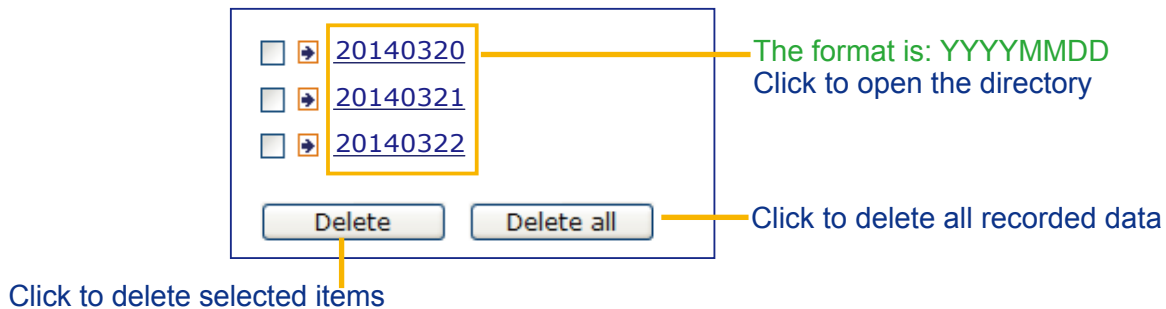 20140320
The format is: YYYYMMDD
Click to open the directory
20140321
20140322
Delete
Delete all
Click to delete all recorded data
Click to delete selected items